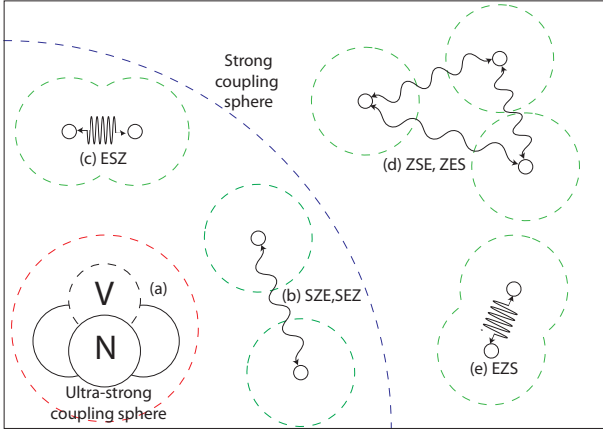 Strong
coupling
sphere
(c) ESZ
(d) ZSE, ZES
(a)
V
N
Ultra-strong
coupling sphere
(b) SZE,SEZ
(e) EZS